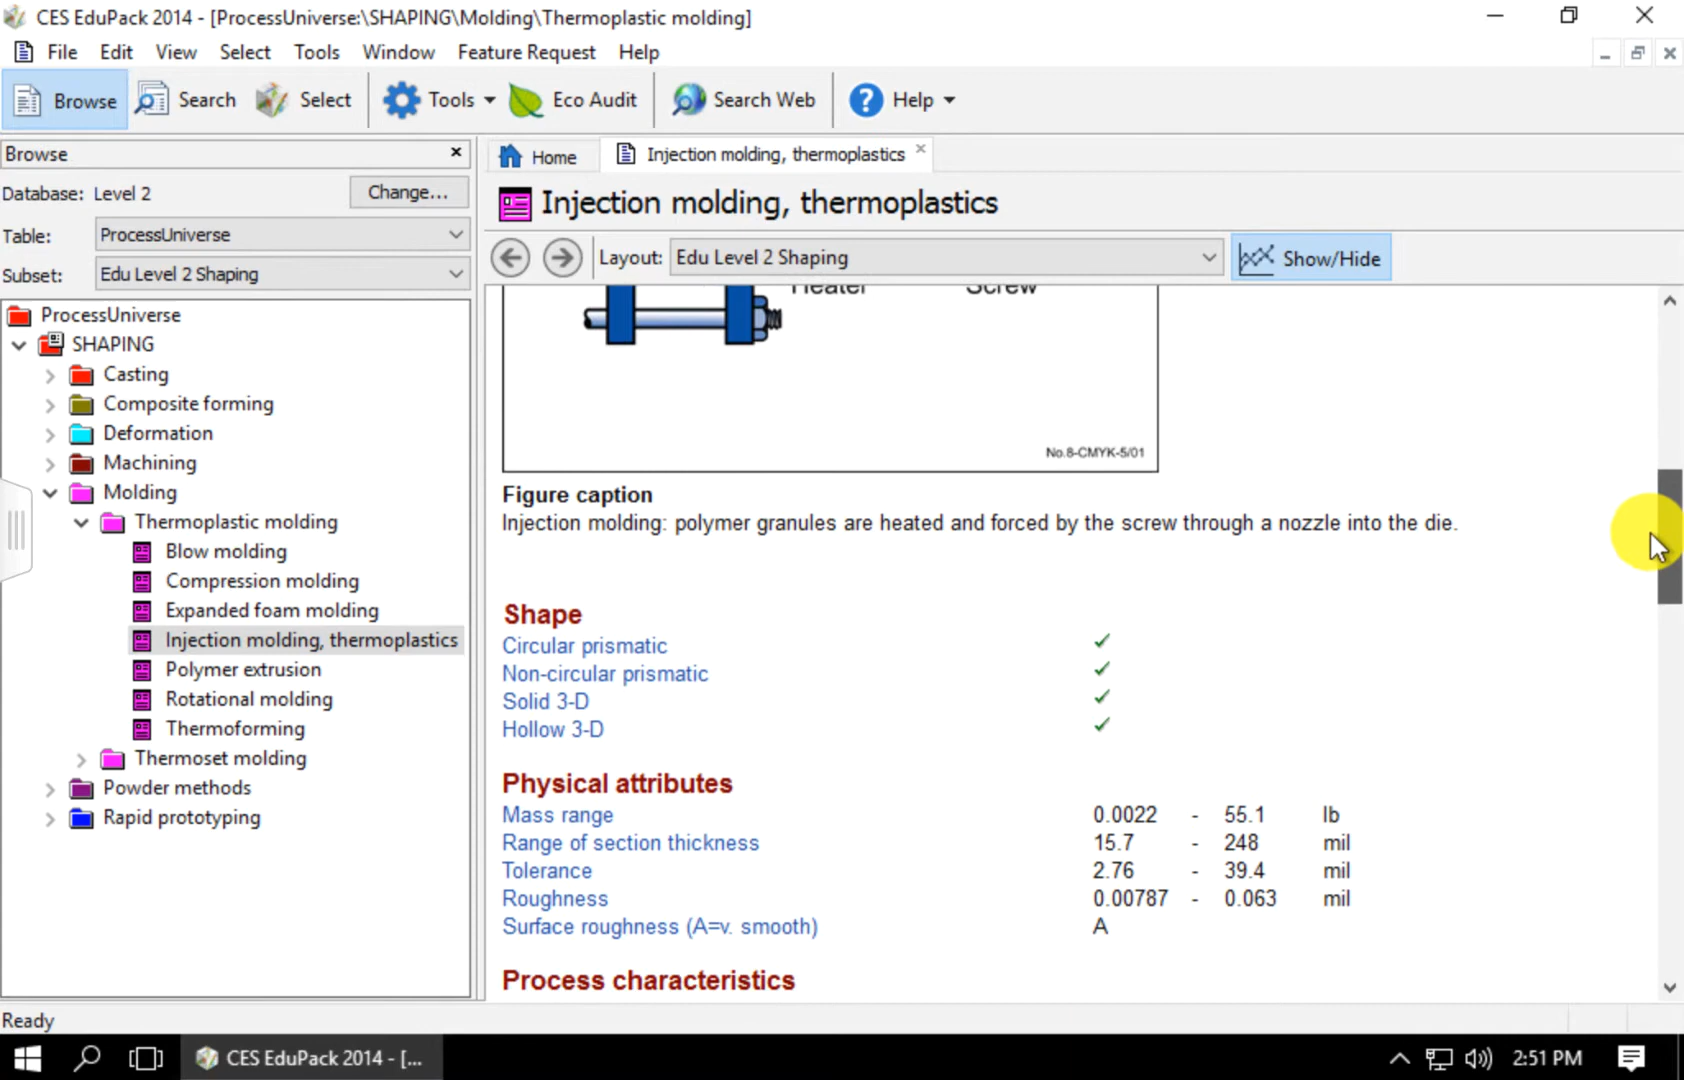 CES EduPack 2014 - [ProcessUniverse:\SHAPING\Molding\Thermoplastic molding]
File Edit View Select Tools Window Feature Request Help
Browse Search Select Tools Eco Audit Search Web Help
Browse
Database: Level 2 Change...
Table: ProcessUniverse
Subset: Edu Level 2 Shaping
ProcessUniverse
SHAPING
Casting
Composite forming
Deformation
Machining
Molding
Thermoplastic molding
Blow molding
Compression molding
Expanded foam molding
Injection molding, thermoplastics
Polymer extrusion
Rotational molding
Thermoforming
Thermoset molding
Powder methods
Rapid prototyping
Home Injection molding, thermoplastics
Injection molding, thermoplastics
Layout: Edu Level 2 Shaping Show/Hide
Heater Screw
No.8-CMYK-5/01
Figure caption
Injection molding: polymer granules are heated and forced by the screw through a nozzle into the die.
Shape
Circular prismatic ✓
Non-circular prismatic ✓
Solid 3-D ✓
Hollow 3-D ✓
Physical attributes
Mass range 0.0022 - 55.1 lb
Range of section thickness 15.7 - 248 mil
Tolerance 2.76 - 39.4 mil
Roughness 0.00787 - 0.063 mil
Surface roughness (A=v. smooth) A
Process characteristics
Ready
CES EduPack 2014 - [... 2:51 PM